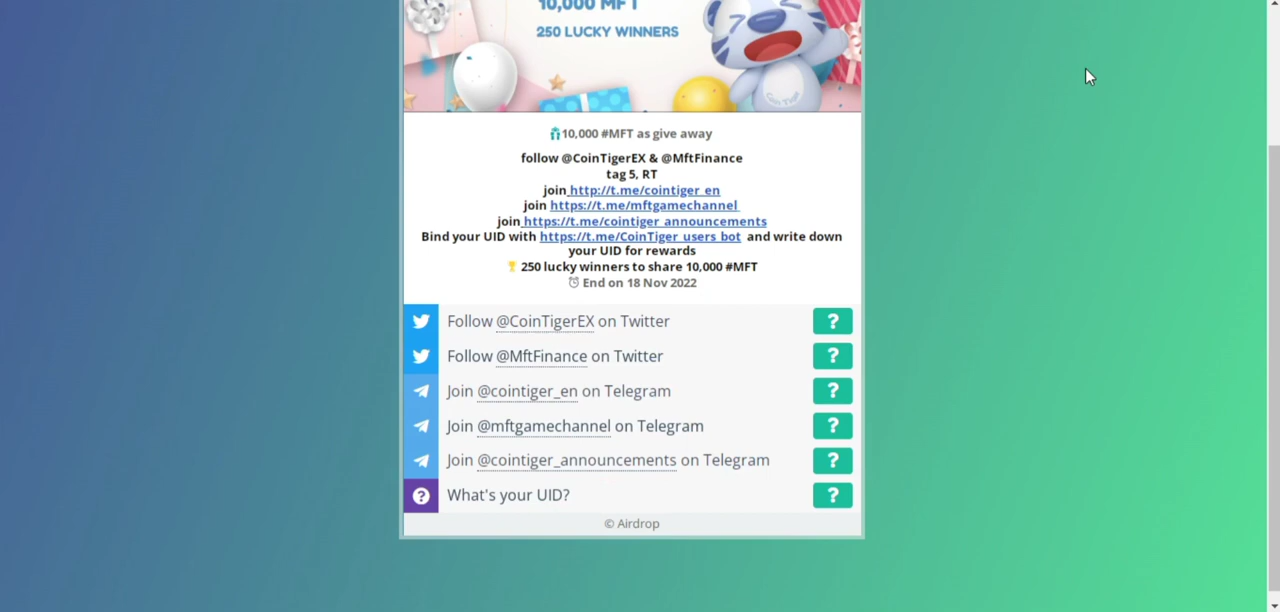 10,000 MFT
250 LUCKY WINNERS
Coin Tiger
10,000 #MFT as give away
follow @CoinTigerEX & @MftFinance
tag 5, RT
join http://t.me/cointiger_en
join https://t.me/mftgamechannel
join https://t.me/cointiger_announcements
Bind your UID with https://t.me/CoinTiger_users_bot and write down
your UID for rewards
🏆 250 lucky winners to share 10,000 #MFT
⏰ End on 18 Nov 2022
Follow @CoinTigerEX on Twitter ?
Follow @MftFinance on Twitter ?
Join @cointiger_en on Telegram ?
Join @mftgamechannel on Telegram ?
Join @cointiger_announcements on Telegram ?
? What's your UID? ?
© Airdrop